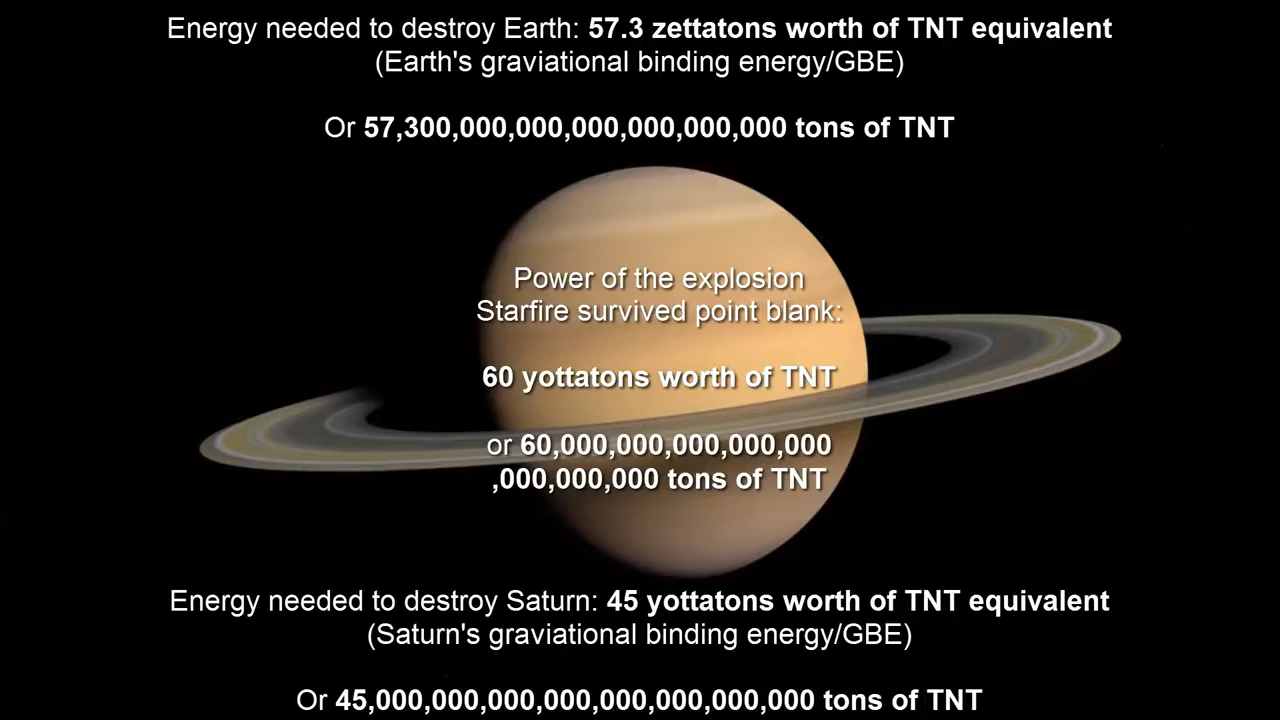 Energy needed to destroy Earth: 57.3 zettatons worth of TNT equivalent
(Earth's graviational binding energy/GBE)
Or 57,300,000,000,000,000,000,000 tons of TNT
Power of the explosion
Starfire survived point blank:
60 yottatons worth of TNT
or 60,000,000,000,000,000
,000,000,000 tons of TNT
Energy needed to destroy Saturn: 45 yottatons worth of TNT equivalent
(Saturn's graviational binding energy/GBE)
Or 45,000,000,000,000,000,000,000,000 tons of TNT